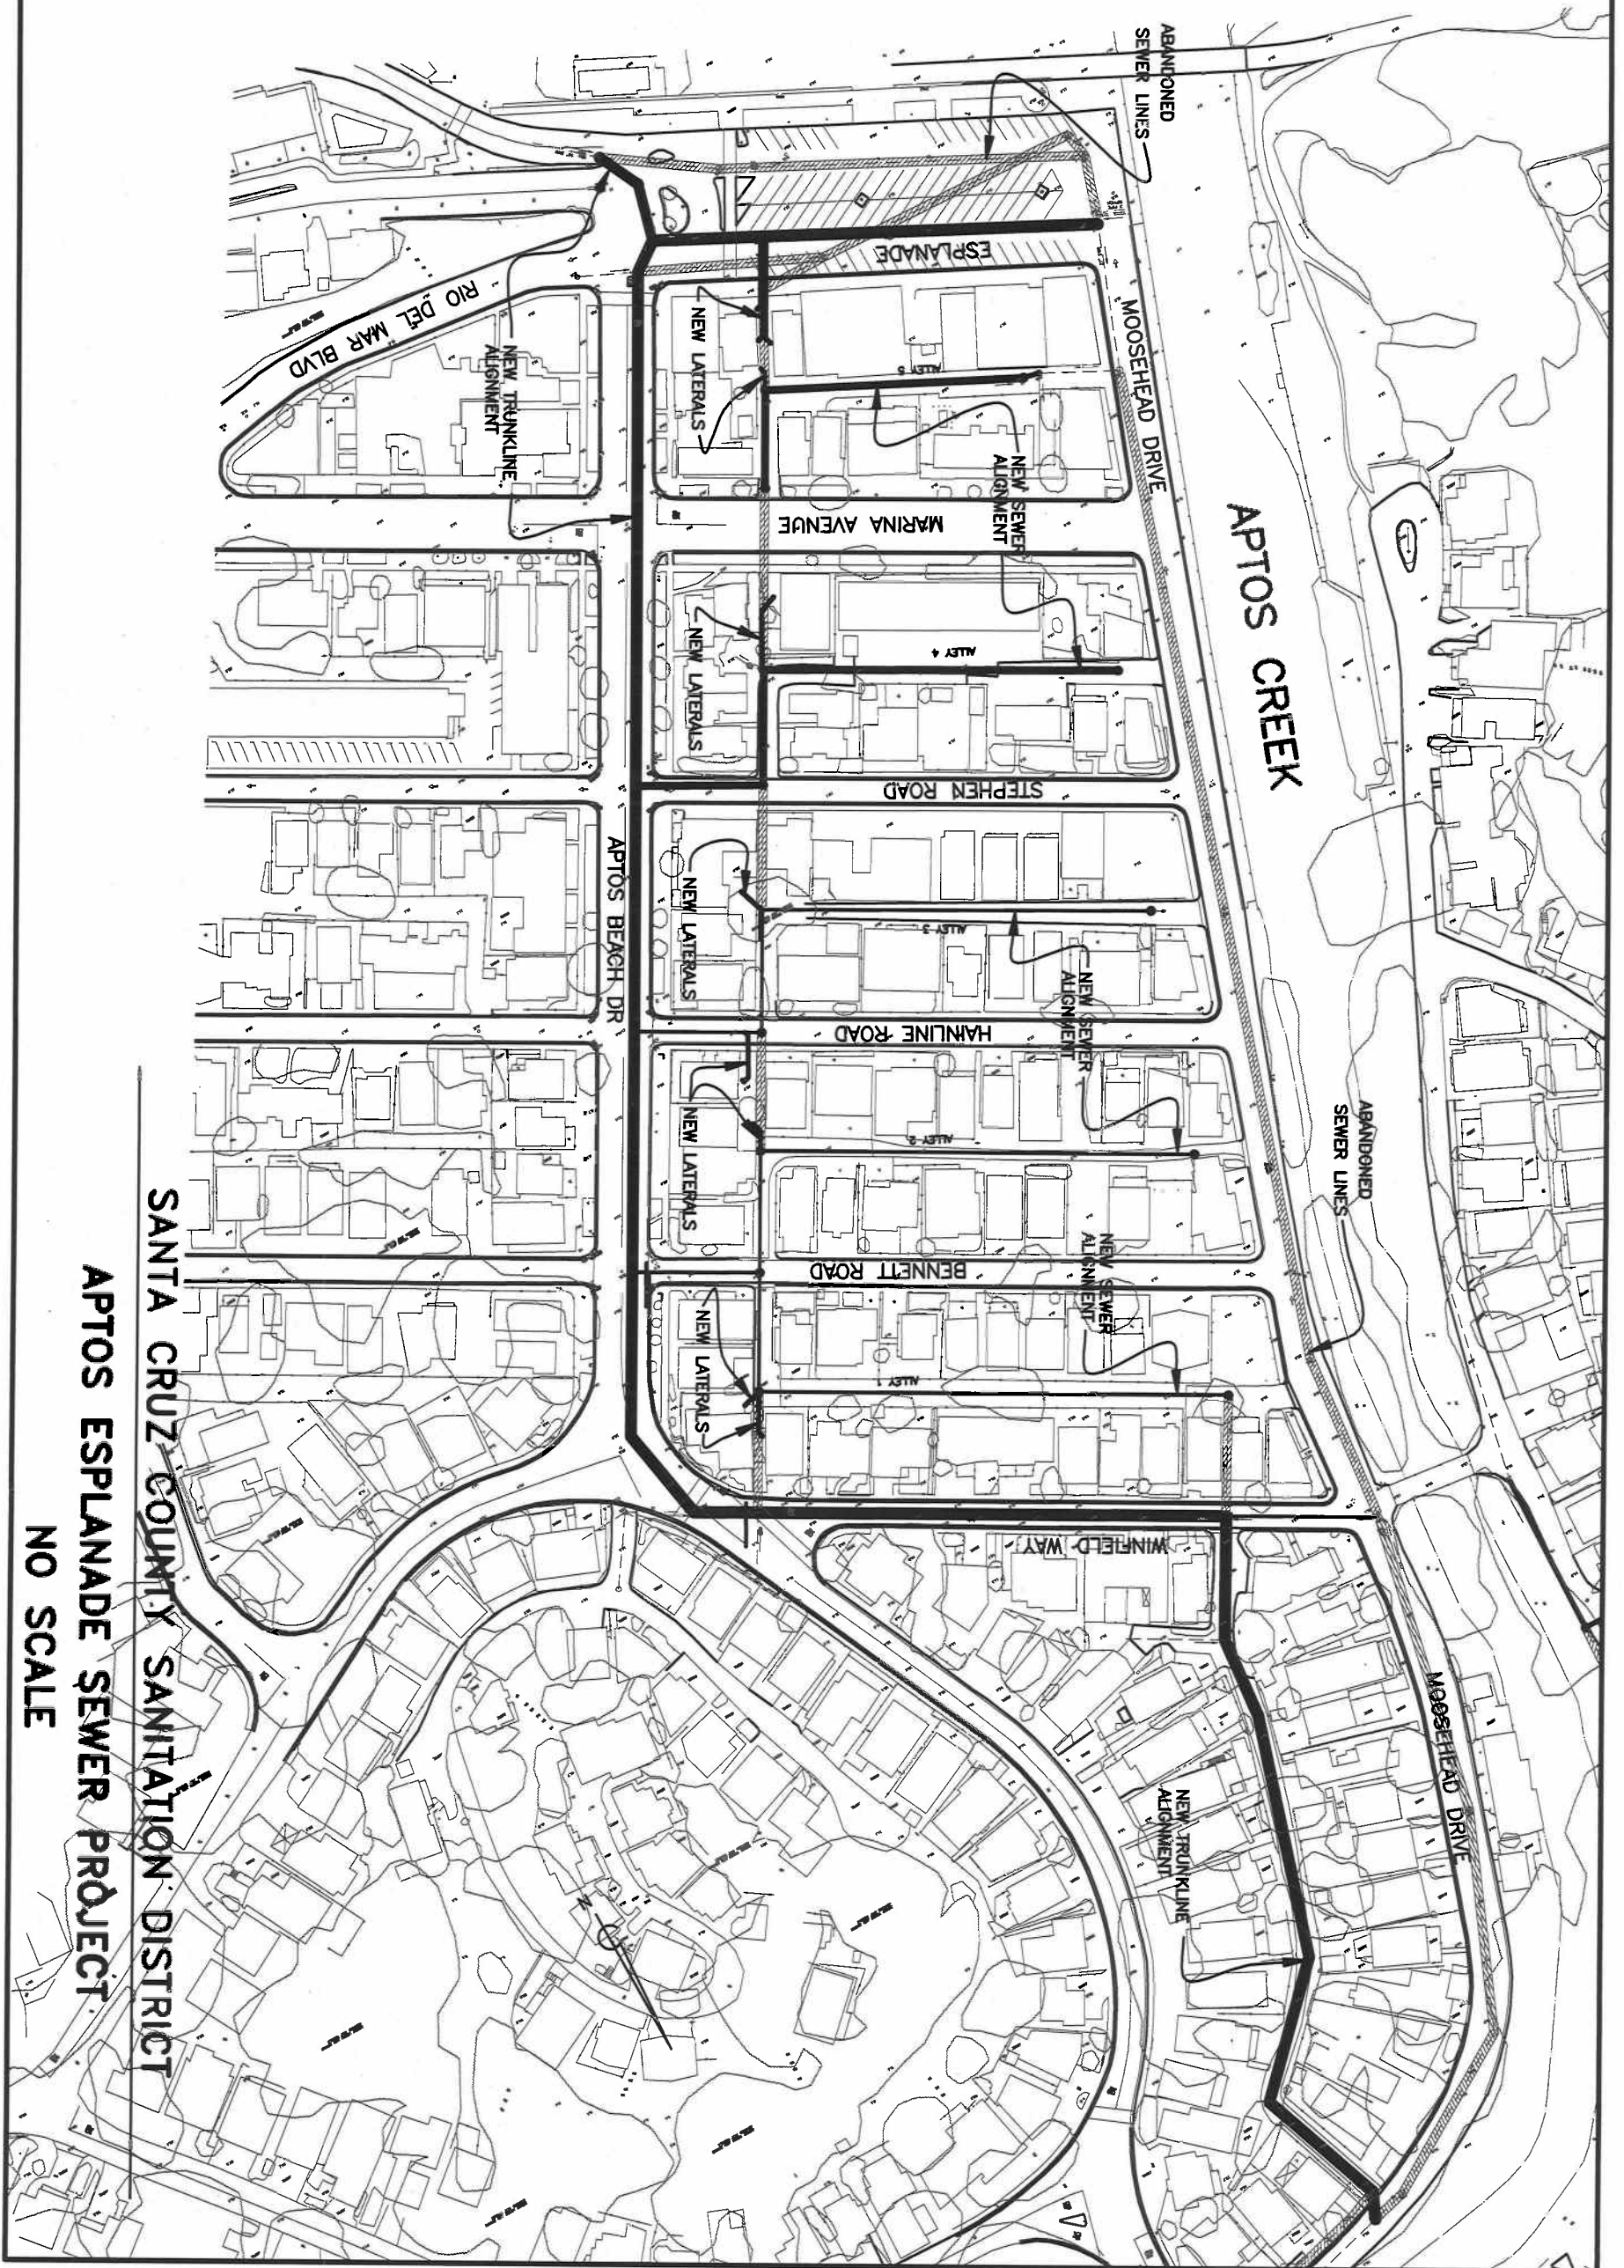 ABANDONED
SEWER LINES
ESPLANADE
MOOSEHEAD DRIVE
RIO DEL MAR BLVD
NEW TRUNKLINE
ALIGNMENT
NEW LATERALS
ALLEY 5
NEW SEWER
ALIGNMENT
MARINA AVENUE
APTOS CREEK
NEW LATERALS
ALLEY 4
STEPHEN ROAD
APTOS BEACH DR
NEW LATERALS
ALLEY 3
NEW SEWER
ALIGNMENT
HAINLINE ROAD
ABANDONED
SEWER LINES
NEW LATERALS
ALLEY 2
NEW SEWER
ALIGNMENT
BENNETT ROAD
NEW LATERALS
ALLEY 1
WINFIELD WAY
MOOSEHEAD DRIVE
NEW TRUNKLINE
ALIGNMENT
N
SANTA CRUZ COUNTY SANITATION DISTRICT
APTOS ESPLANADE SEWER PROJECT
NO SCALE